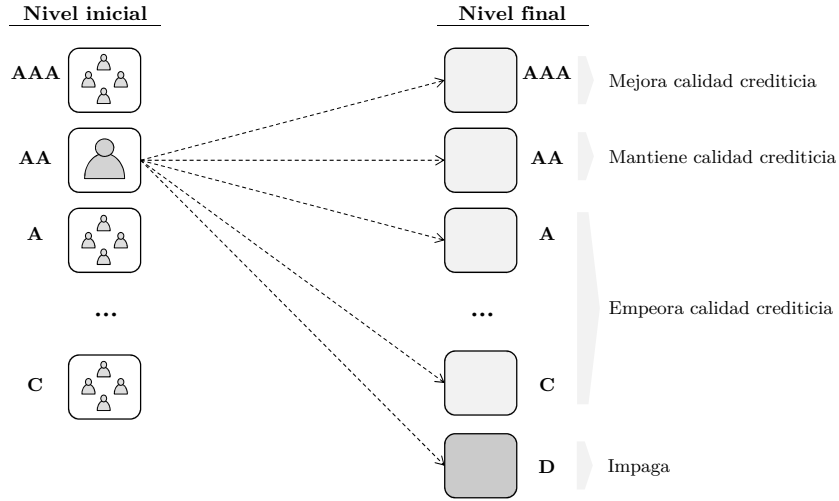 Nivel inicial
Nivel final
AAA
AAA
Mejora calidad crediticia
AA
AA
Mantiene calidad crediticia
A
A
...
...
Empeora calidad crediticia
C
C
D
Impaga